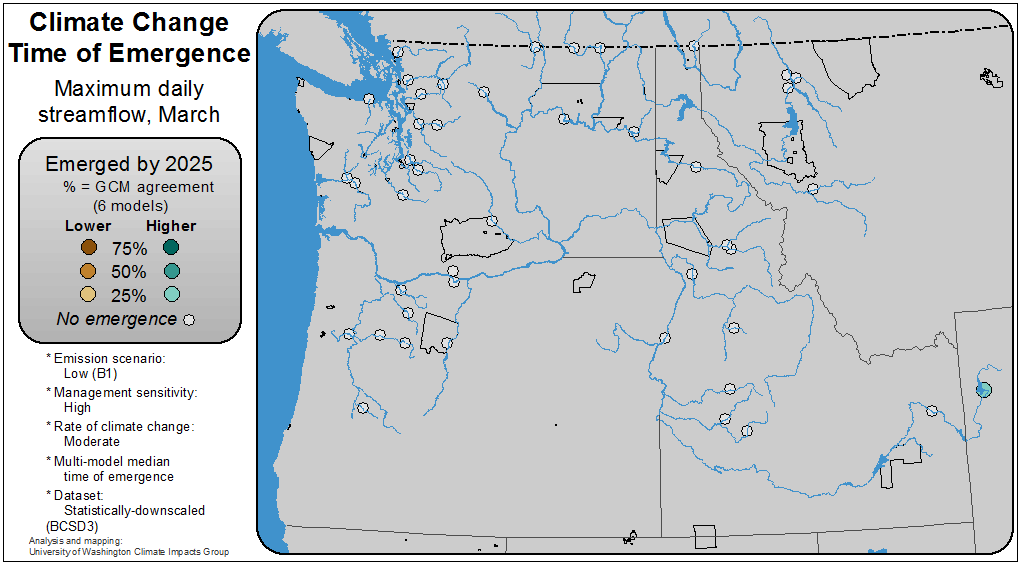 Climate Change
Time of Emergence
Maximum daily
streamflow, March
Emerged by 2025
% = GCM agreement
(6 models)
Lower Higher
75%
50%
25%
No emergence
* Emission scenario:
Low (B1)
* Management sensitivity:
High
* Rate of climate change:
Moderate
* Multi-model median
time of emergence
* Dataset:
Statistically-downscaled
(BCSD3)
Analysis and mapping:
University of Washington Climate Impacts Group